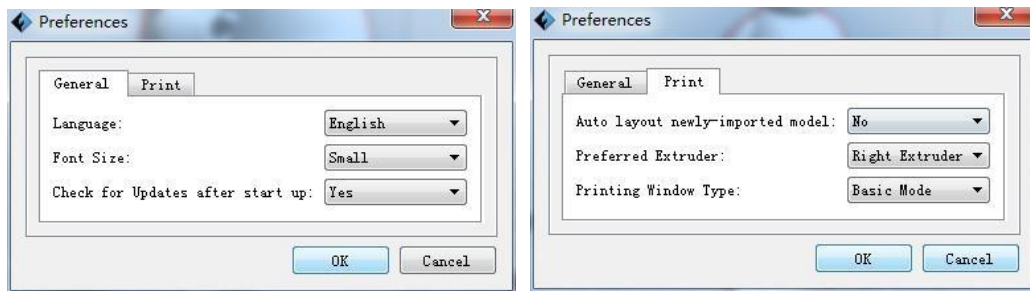 Preferences
General Print
Language: English
Font Size: Small
Check for Updates after start up: Yes
OK Cancel
Preferences
General Print
Auto layout newly-imported model: No
Preferred Extruder: Right Extruder
Printing Window Type: Basic Mode
OK Cancel